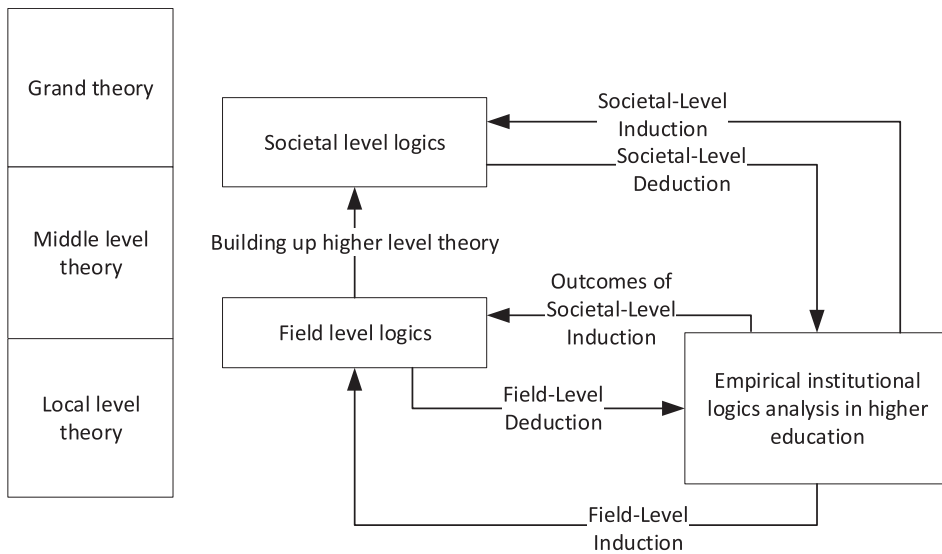 Grand theory
Middle level
theory
Local level
theory
Societal level logics
Building up higher level theory
Field level logics
Societal-Level
Induction
Societal-Level
Deduction
Outcomes of
Societal-Level
Induction
Field-Level
Deduction
Empirical institutional
logics analysis in higher
education
Field-Level
Induction